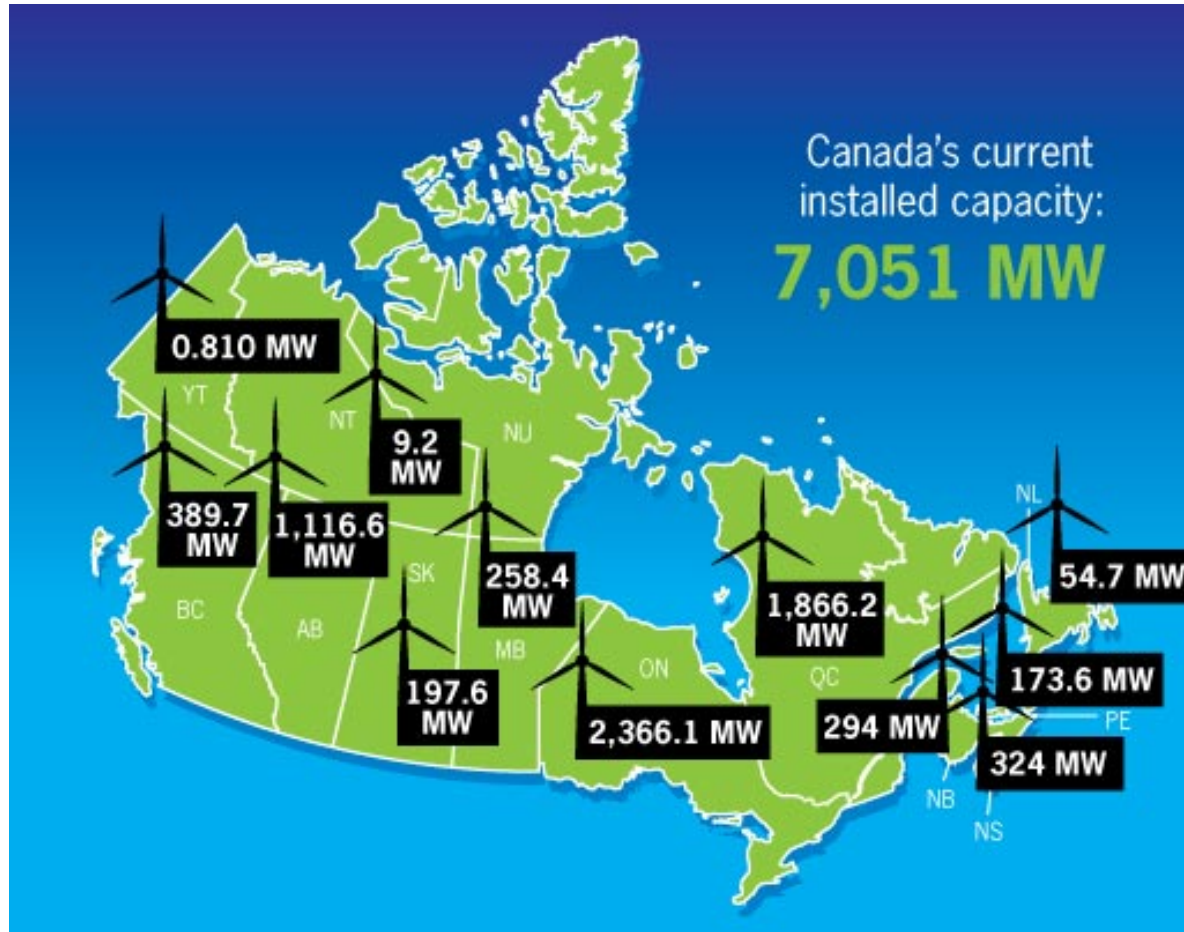 Canada's current
installed capacity:
7,051 MW
0.810 MW
YT
NT
9.2
MW
NU
389.7
MW
1,116.6
MW
258.4
MW
SK
BC
AB
MB
197.6
MW
ON
2,366.1 MW
1,866.2
MW
QC
NL
54.7 MW
173.6 MW
294 MW
PE
324 MW
NB
NS